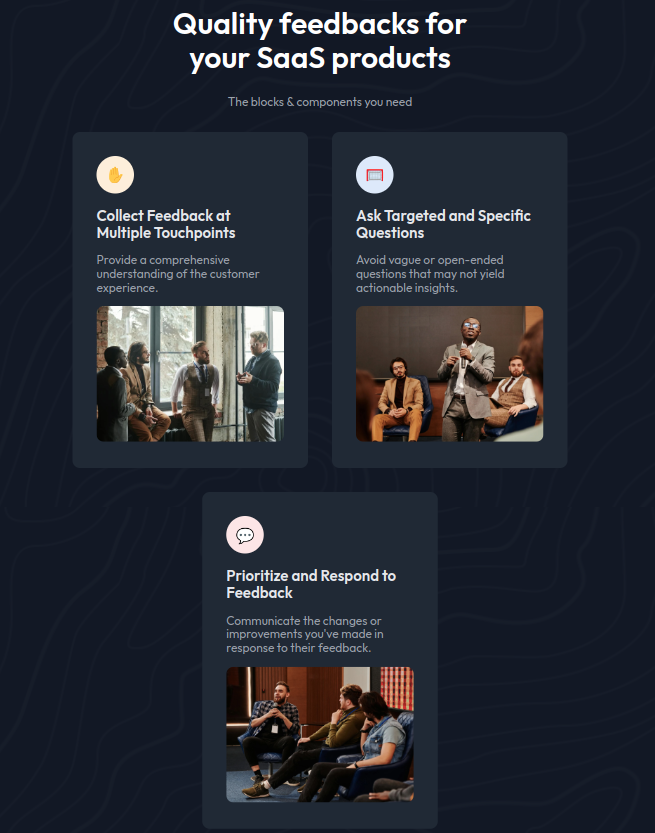 Quality feedbacks for
your SaaS products
The blocks & components you need
Collect Feedback at
Multiple Touchpoints
Provide a comprehensive
understanding of the customer
experience.
Ask Targeted and Specific
Questions
Avoid vague or open-ended
questions that may not yield
actionable insights.
Prioritize and Respond to
Feedback
Communicate the changes or
improvements you've made in
response to their feedback.